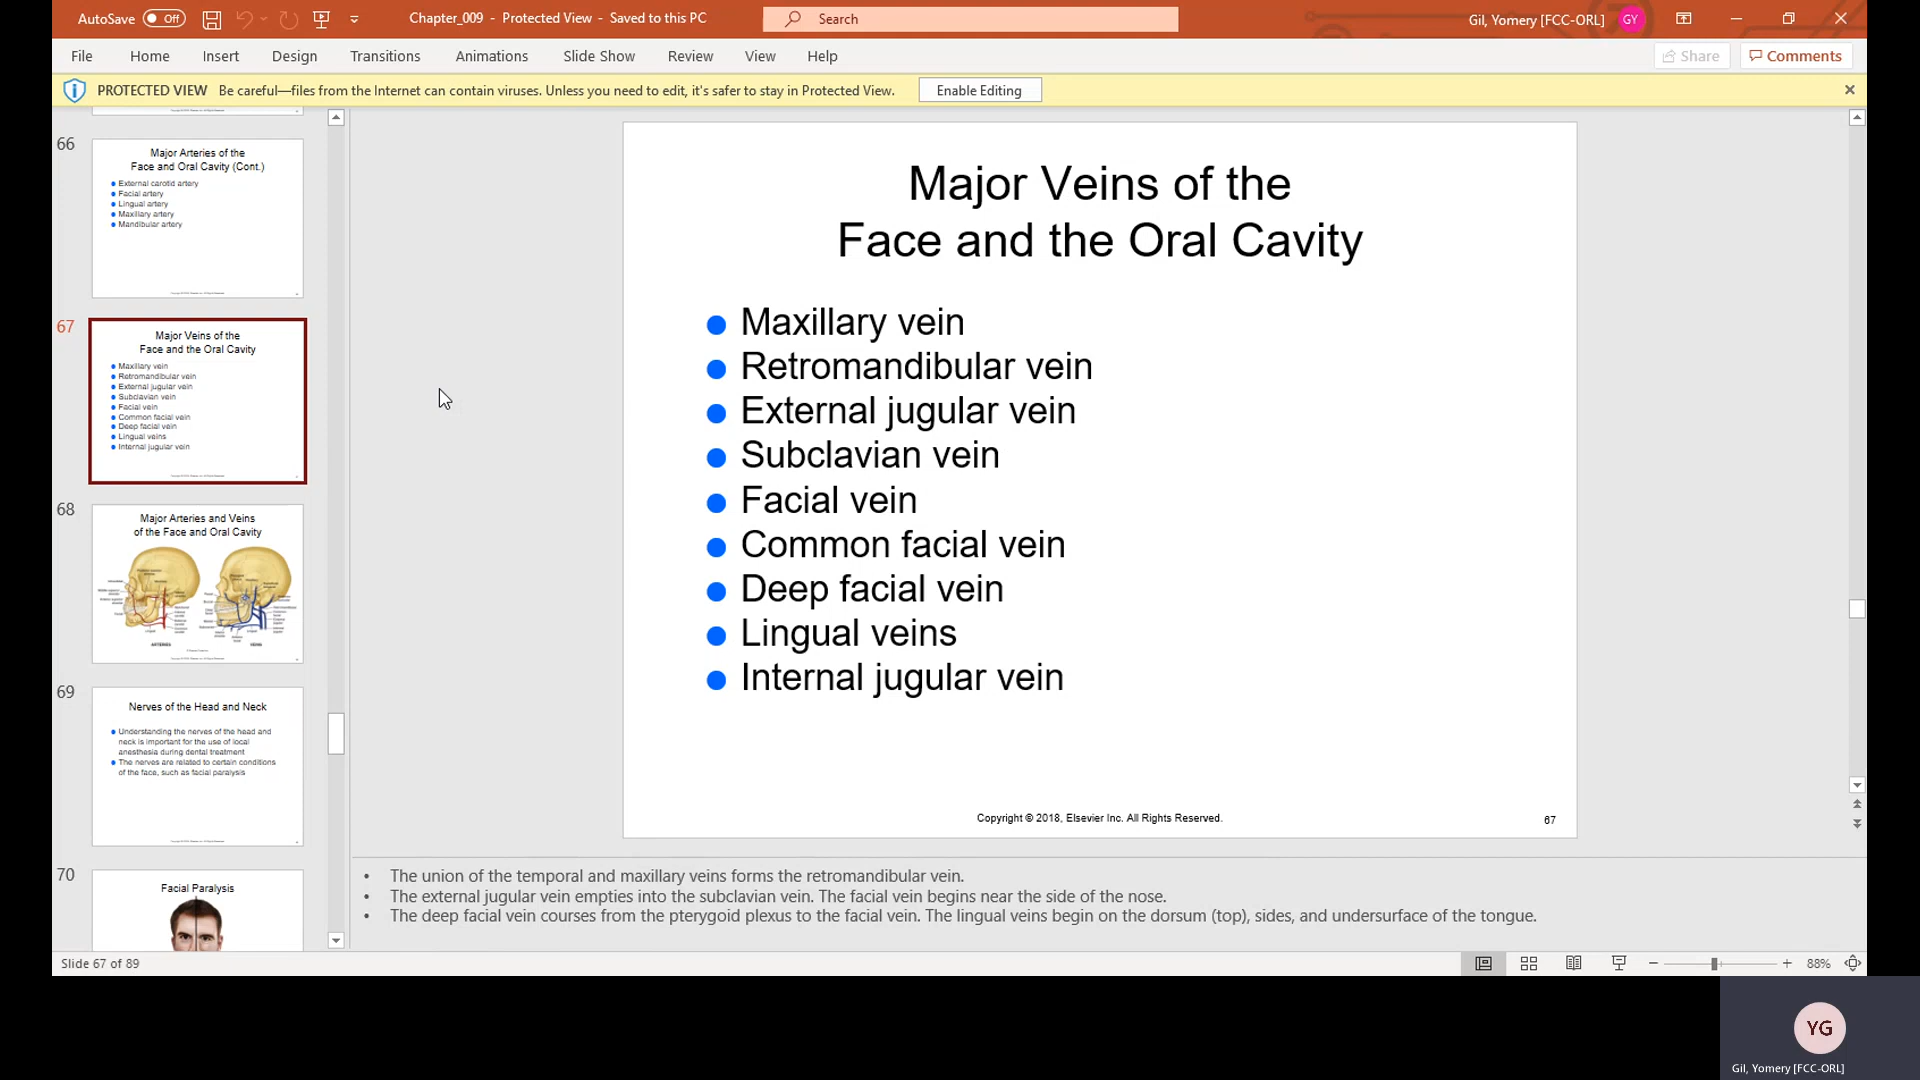 AutoSave Off Chapter_009 - Protected View - Saved to this PC Search Gil, Yomery [FCC-ORL] GY
File Home Insert Design Transitions Animations Slide Show Review View Help Share Comments
PROTECTED VIEW Be careful—files from the Internet can contain viruses. Unless you need to edit, it's safer to stay in Protected View. Enable Editing
66
Major Arteries of the
Face and Oral Cavity (Cont.)
External carotid artery
Facial artery
Lingual artery
Maxillary artery
Mandibular artery
67
Major Veins of the
Face and the Oral Cavity
Maxillary vein
Retromandibular vein
External jugular vein
Subclavian vein
Facial vein
Common facial vein
Deep facial vein
Lingual veins
Internal jugular vein
68
Major Arteries and Veins
of the Face and Oral Cavity
ARTERIES VEINS
69
Nerves of the Head and Neck
Understanding the nerves of the head and
neck is important for the use of local
anesthesia during dental treatment
The nerves are related to certain conditions
of the face, such as facial paralysis
70
Facial Paralysis
Major Veins of the
Face and the Oral Cavity
Maxillary vein
Retromandibular vein
External jugular vein
Subclavian vein
Facial vein
Common facial vein
Deep facial vein
Lingual veins
Internal jugular vein
Copyright © 2018, Elsevier Inc. All Rights Reserved.
67
• The union of the temporal and maxillary veins forms the retromandibular vein.
• The external jugular vein empties into the subclavian vein. The facial vein begins near the side of the nose.
• The deep facial vein courses from the pterygoid plexus to the facial vein. The lingual veins begin on the dorsum (top), sides, and undersurface of the tongue.
Slide 67 of 89
88%
YG
Gil, Yomery [FCC-ORL]